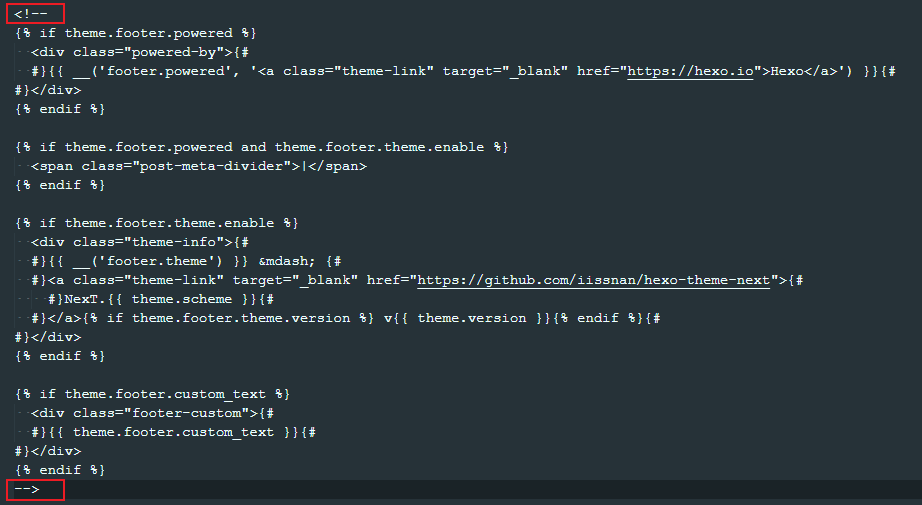 <!--
{% if theme.footer.powered %}
<div class="powered-by">{#
#}{{ __('footer.powered', '<a class="theme-link" target="_blank" href="https://hexo.io">Hexo</a>') }}{#
#}</div>
{% endif %}
{% if theme.footer.powered and theme.footer.theme.enable %}
<span class="post-meta-divider">|</span>
{% endif %}
{% if theme.footer.theme.enable %}
<div class="theme-info">{#
#}{{ __('footer.theme') }} &mdash; {#
#}<a class="theme-link" target="_blank" href="https://github.com/iissnan/hexo-theme-next">{#
#}NexT.{{ theme.scheme }}{#
#}</a>{% if theme.footer.theme.version %} v{{ theme.version }}{% endif %}{#
#}</div>
{% endif %}
{% if theme.footer.custom_text %}
<div class="footer-custom">{#
#}{{ theme.footer.custom_text }}{#
#}</div>
{% endif %}
-->